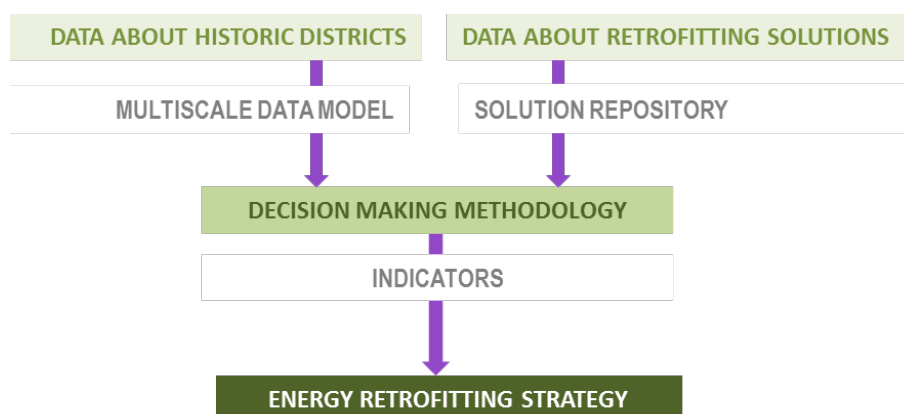 DATA ABOUT HISTORIC DISTRICTS
DATA ABOUT RETROFITTING SOLUTIONS
MULTISCALE DATA MODEL
SOLUTION REPOSITORY
DECISION MAKING METHODOLOGY
INDICATORS
ENERGY RETROFITTING STRATEGY